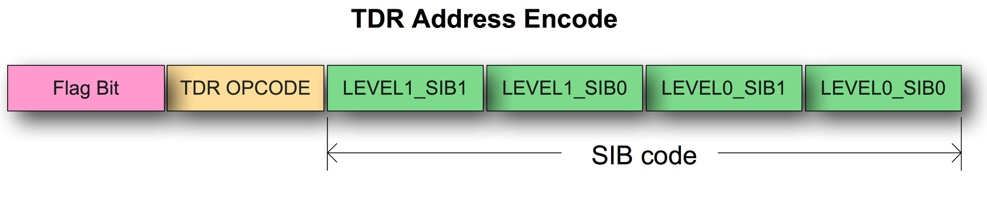 TDR Address Encode
Flag Bit TDR OPCODE LEVEL1_SIB1 LEVEL1_SIB0 LEVEL0_SIB1 LEVEL0_SIB0
SIB code